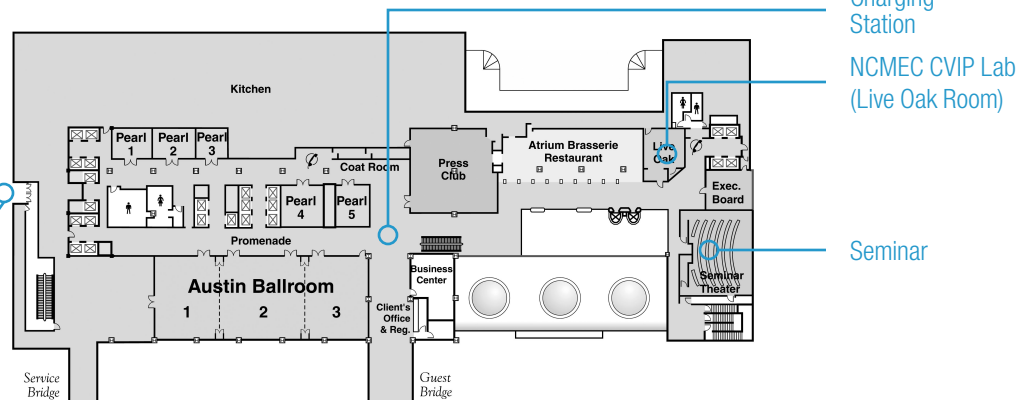 Charging
Station
NCMEC CVIP Lab
(Live Oak Room)
Kitchen
Pearl
1
Pearl
2
Pearl
3
Coat Room
Press
Club
Atrium Brasserie
Restaurant
Live
Oak
Exec.
Board
Pearl
4
Pearl
5
Promenade
Seminar
Seminar
Theater
Business
Center
Austin Ballroom
1
2
3
Client's
Office
& Reg.
Service
Bridge
Guest
Bridge